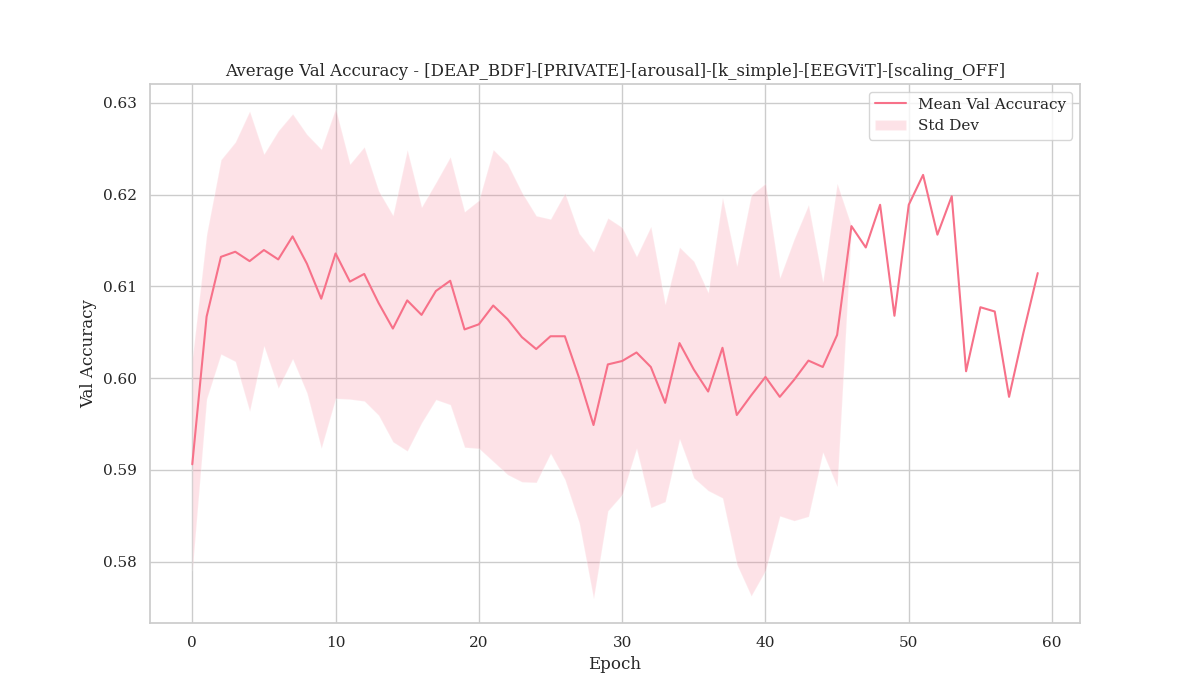 Average Val Accuracy - [DEAP_BDF]-[PRIVATE]-[arousal]-[k_simple]-[EEGViT]-[scaling_OFF]
Mean Val Accuracy
Std Dev
0.63
0.62
0.61
0.60
0.59
0.58
Val Accuracy
0 10 20 30 40 50 60
Epoch